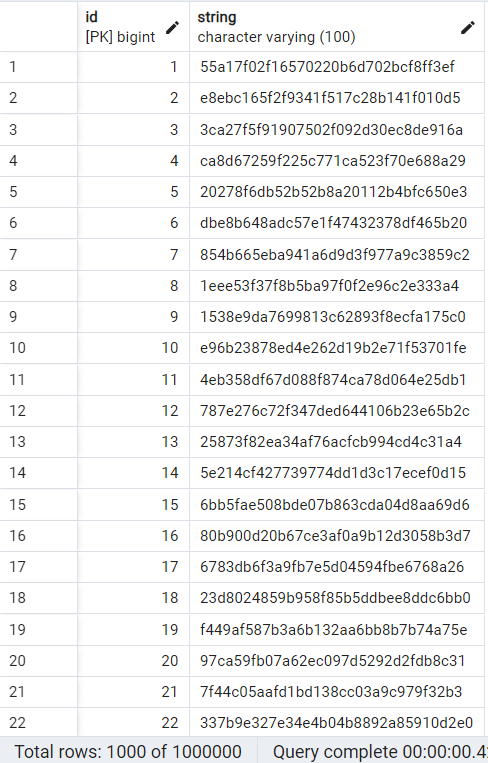 id string
[PK] bigint character varying (100)
1 1 55a17f02f16570220b6d702bcf8ff3ef
2 2 e8ebc165f2f9341f517c28b141f010d5
3 3 3ca27f5f91907502f092d30ec8de916a
4 4 ca8d67259f225c771ca523f70e688a29
5 5 20278f6db52b52b8a20112b4bfc650e3
6 6 dbe8b648adc57e1f47432378df465b20
7 7 854b665eba941a6d9d3f977a9c3859c2
8 8 1eee53f37f8b5ba97f0f2e96c2e333a4
9 9 1538e9da7699813c62893f8ecfa175c0
10 10 e96b23878ed4e262d19b2e71f53701fe
11 11 4eb358df67d088f874ca78d064e25db1
12 12 787e276c72f347ded644106b23e65b2c
13 13 25873f82ea34af76acfcb994cd4c31a4
14 14 5e214cf427739774dd1d3c17ecef0d15
15 15 6bb5fae508bde07b863cda04d8aa69d6
16 16 80b900d20b67ce3af0a9b12d3058b3d7
17 17 6783db6f3a9fb7e5d04594fbe6768a26
18 18 23d8024859b958f85b5ddbee8ddc6bb0
19 19 f449af587b3a6b132aa6bb8b7b74a75e
20 20 97ca59fb07a62ec097d5292d2fdb8c31
21 21 7f44c05aafd1bd138cc03a9c979f32b3
22 22 337b9e327e34e4b04b8892a85910d2e0
Total rows: 1000 of 1000000 Query complete 00:00:00.4